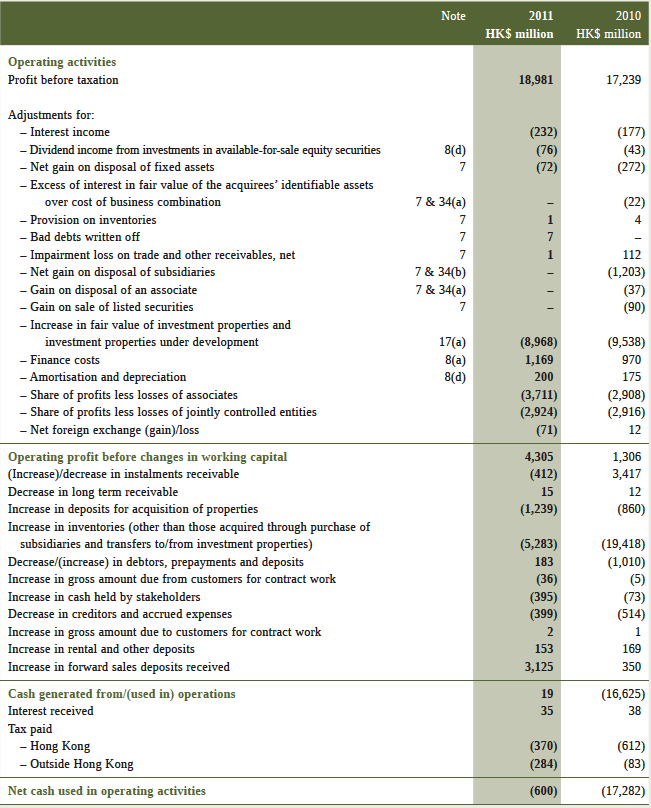 Note 2011 2010
HK$ million HK$ million
Operating activities
Profit before taxation 18,981 17,239
Adjustments for:
– Interest income (232) (177)
– Dividend income from investments in available-for-sale equity securities 8(d) (76) (43)
– Net gain on disposal of fixed assets 7 (72) (272)
– Excess of interest in fair value of the acquirees’ identifiable assets
over cost of business combination 7 & 34(a) – (22)
– Provision on inventories 7 1 4
– Bad debts written off 7 7 –
– Impairment loss on trade and other receivables, net 7 1 112
– Net gain on disposal of subsidiaries 7 & 34(b) – (1,203)
– Gain on disposal of an associate 7 & 34(a) – (37)
– Gain on sale of listed securities 7 – (90)
– Increase in fair value of investment properties and
investment properties under development 17(a) (8,968) (9,538)
– Finance costs 8(a) 1,169 970
– Amortisation and depreciation 8(d) 200 175
– Share of profits less losses of associates (3,711) (2,908)
– Share of profits less losses of jointly controlled entities (2,924) (2,916)
– Net foreign exchange (gain)/loss (71) 12
Operating profit before changes in working capital 4,305 1,306
(Increase)/decrease in instalments receivable (412) 3,417
Decrease in long term receivable 15 12
Increase in deposits for acquisition of properties (1,239) (860)
Increase in inventories (other than those acquired through purchase of
subsidiaries and transfers to/from investment properties) (5,283) (19,418)
Decrease/(increase) in debtors, prepayments and deposits 183 (1,010)
Increase in gross amount due from customers for contract work (36) (5)
Increase in cash held by stakeholders (395) (73)
Decrease in creditors and accrued expenses (399) (514)
Increase in gross amount due to customers for contract work 2 1
Increase in rental and other deposits 153 169
Increase in forward sales deposits received 3,125 350
Cash generated from/(used in) operations 19 (16,625)
Interest received 35 38
Tax paid
– Hong Kong (370) (612)
– Outside Hong Kong (284) (83)
Net cash used in operating activities (600) (17,282)